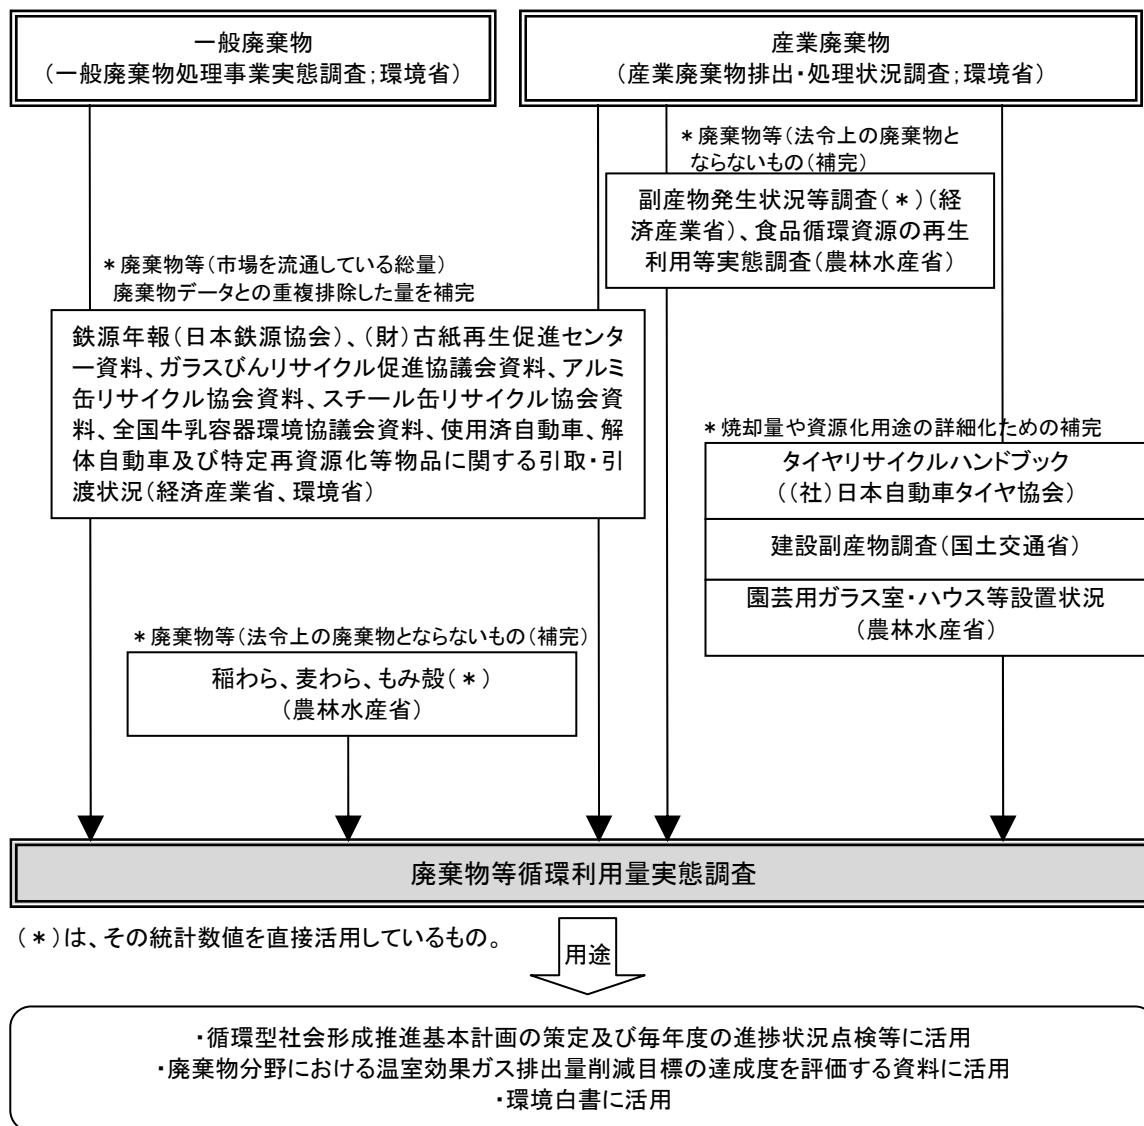 一般廃棄物
(一般廃棄物処理事業実態調査;環境省)
産業廃棄物
(産業廃棄物排出・処理状況調査;環境省)
*廃棄物等(法令上の廃棄物と
ならないもの(補完)
副産物発生状況等調査(*)(経
済産業省)、食品循環資源の再生
利用等実態調査(農林水産省)
*廃棄物等(市場を流通している総量)
廃棄物データとの重複排除した量を補完
鉄源年報(日本鉄源協会)、(財)古紙再生促進センタ
ー資料、ガラスびんリサイクル促進協議会資料、アルミ
缶リサイクル協会資料、スチール缶リサイクル協会資
料、全国牛乳容器環境協議会資料、使用済自動車、解
体自動車及び特定再資源化等物品に関する引取・引
渡状況(経済産業省、環境省)
*焼却量や資源化用途の詳細化ための補完
タイヤリサイクルハンドブック
((社)日本自動車タイヤ協会)
建設副産物調査(国土交通省)
園芸用ガラス室・ハウス等設置状況
(農林水産省)
*廃棄物等(法令上の廃棄物とならないもの(補完)
稲わら、麦わら、もみ殻(*)
(農林水産省)
廃棄物等循環利用量実態調査
(*)は、その統計数値を直接活用しているもの。
用途
・循環型社会形成推進基本計画の策定及び毎年度の進捗状況点検等に活用
・廃棄物分野における温室効果ガス排出量削減目標の達成度を評価する資料に活用
・環境白書に活用